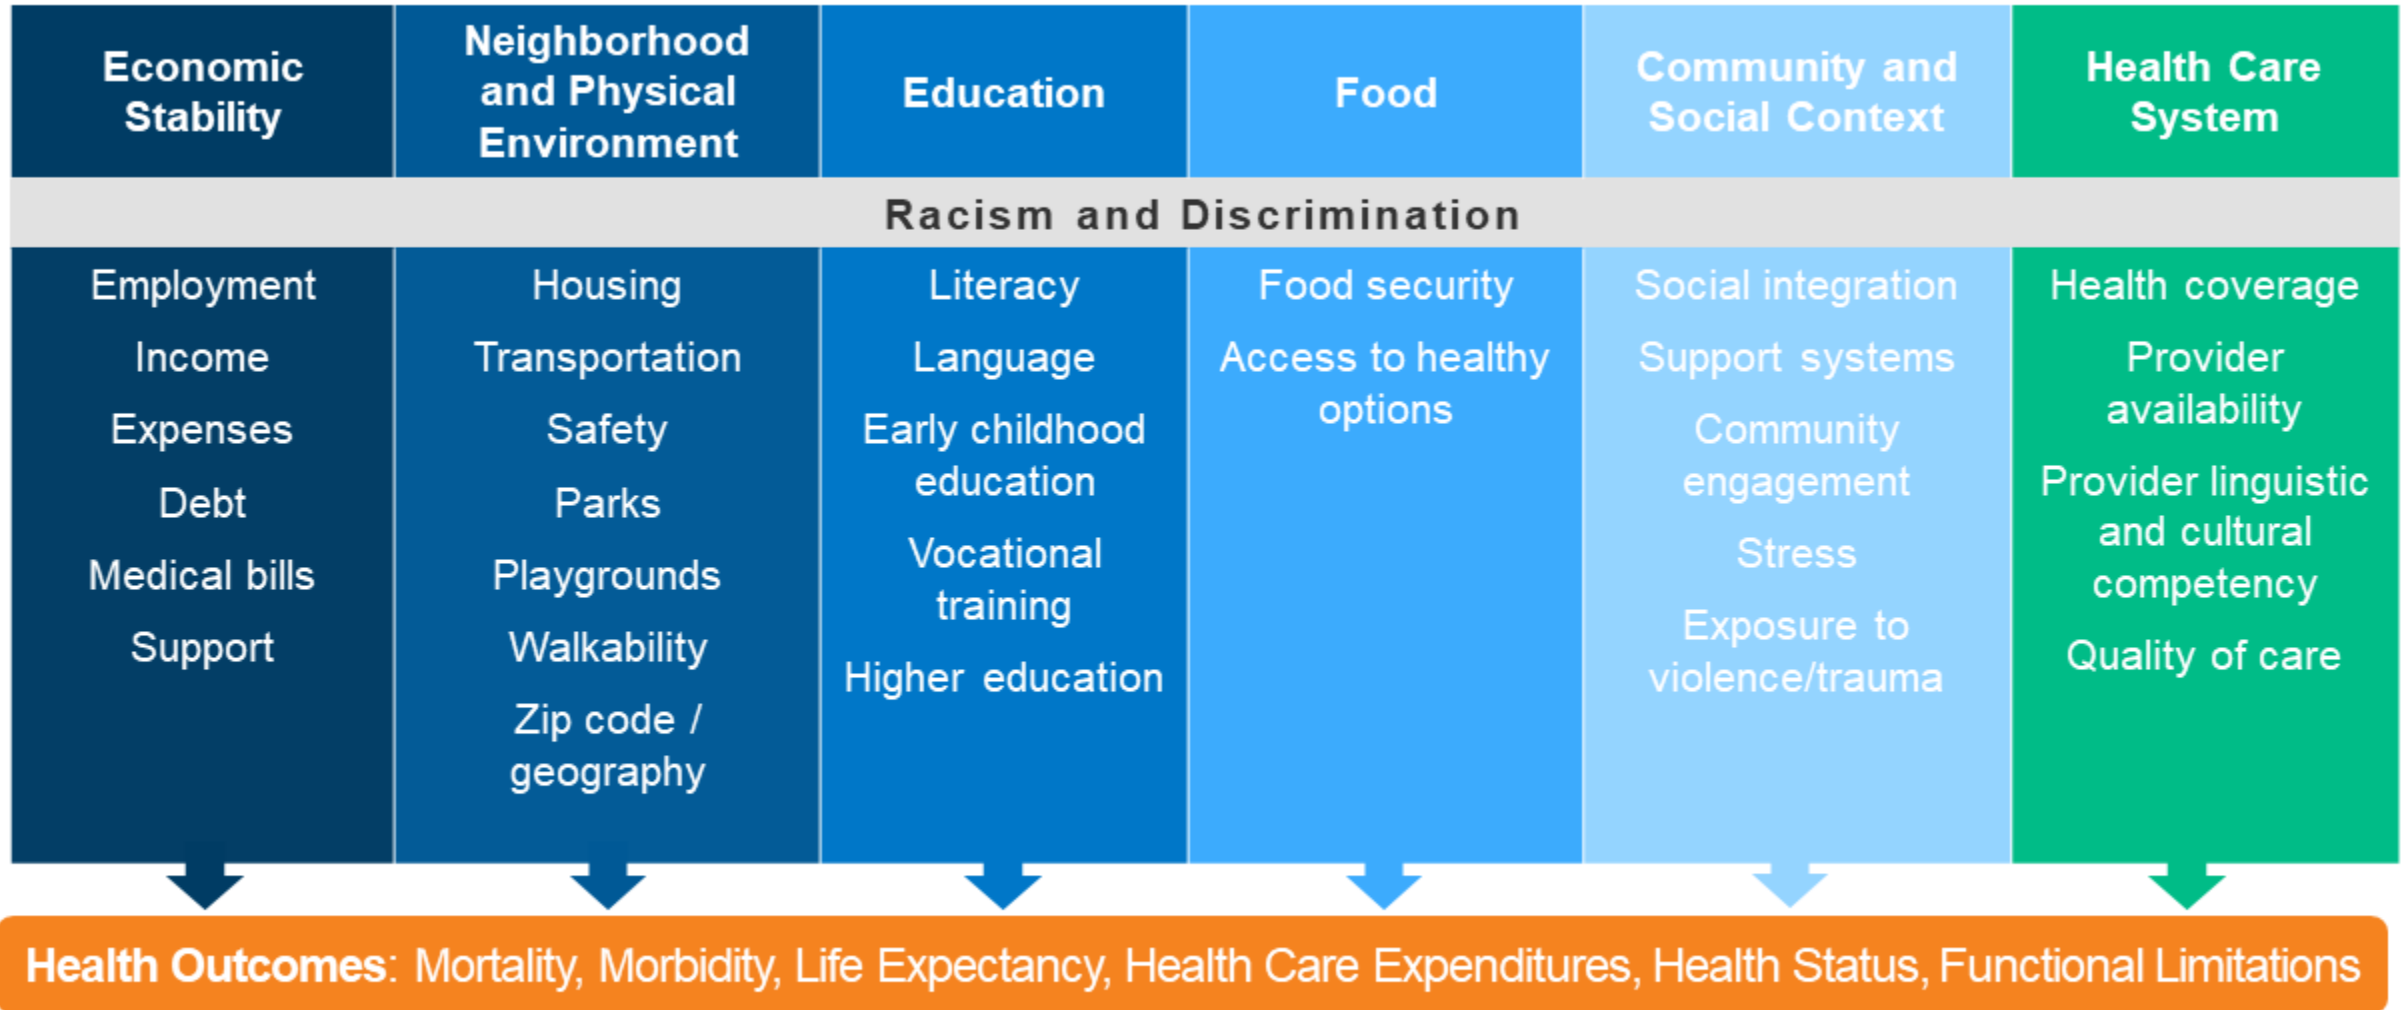 Economic
Stability
Neighborhood
and Physical
Environment
Education
Food
Community and
Social Context
Health Care
System
Racism and Discrimination
Employment
Income
Expenses
Debt
Medical bills
Support
Housing
Transportation
Safety
Parks
Playgrounds
Walkability
Zip code /
geography
Literacy
Language
Early childhood
education
Vocational
training
Higher education
Food security
Access to healthy
options
Social integration
Support systems
Community
engagement
Stress
Exposure to
violence/trauma
Health coverage
Provider
availability
Provider linguistic
and cultural
competency
Quality of care
Health Outcomes: Mortality, Morbidity, Life Expectancy, Health Care Expenditures, Health Status, Functional Limitations